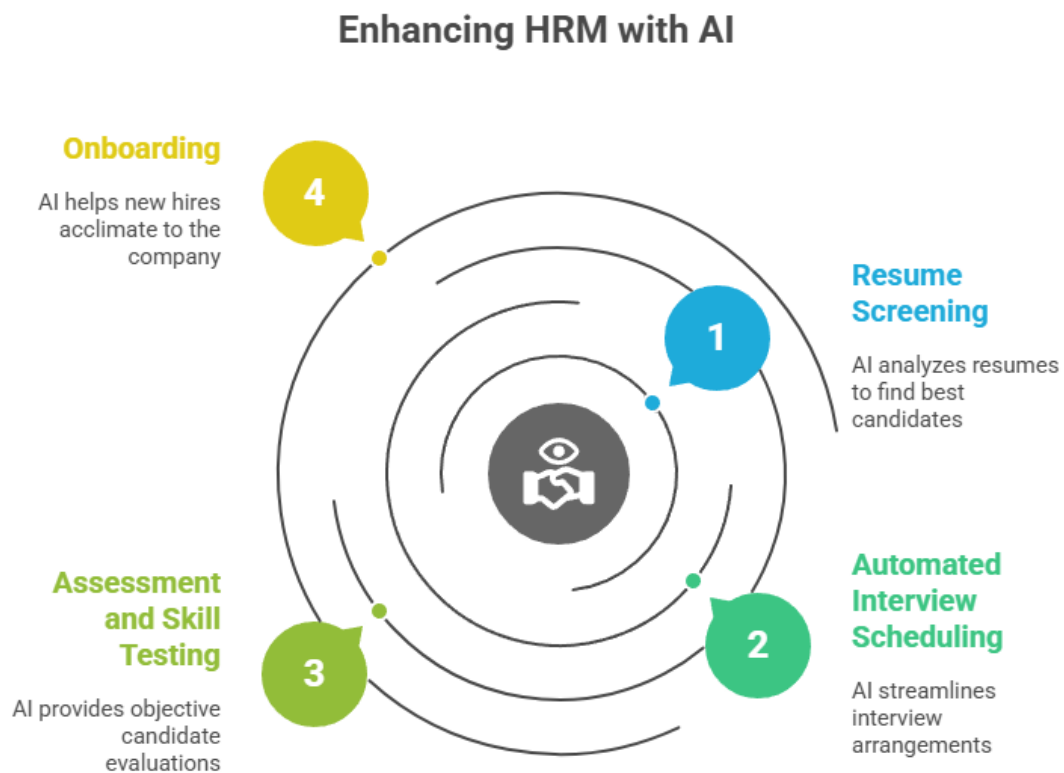 Enhancing HRM with AI
1
Resume
Screening
AI analyzes resumes
to find best
candidates
2
Automated
Interview
Scheduling
AI streamlines
interview
arrangements
3
Assessment
and Skill
Testing
AI provides objective
candidate
evaluations
4
Onboarding
AI helps new hires
acclimate to the
company